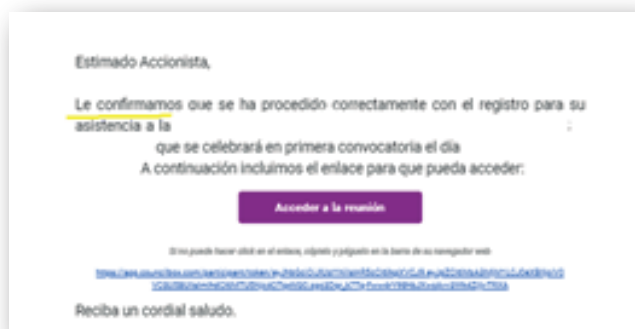 Estimado Accionista,
Le confirmamos que se ha procedido correctamente con el registro para su
asistencia a la :
que se celebrará en primera convocatoria el día
A continuación incluimos el enlace para que pueda acceder:
Acceder a la reunión
Si no puede hacer click en el enlace, cópielo y péguelo en la barra de su navegador web
Reciba un cordial saludo.